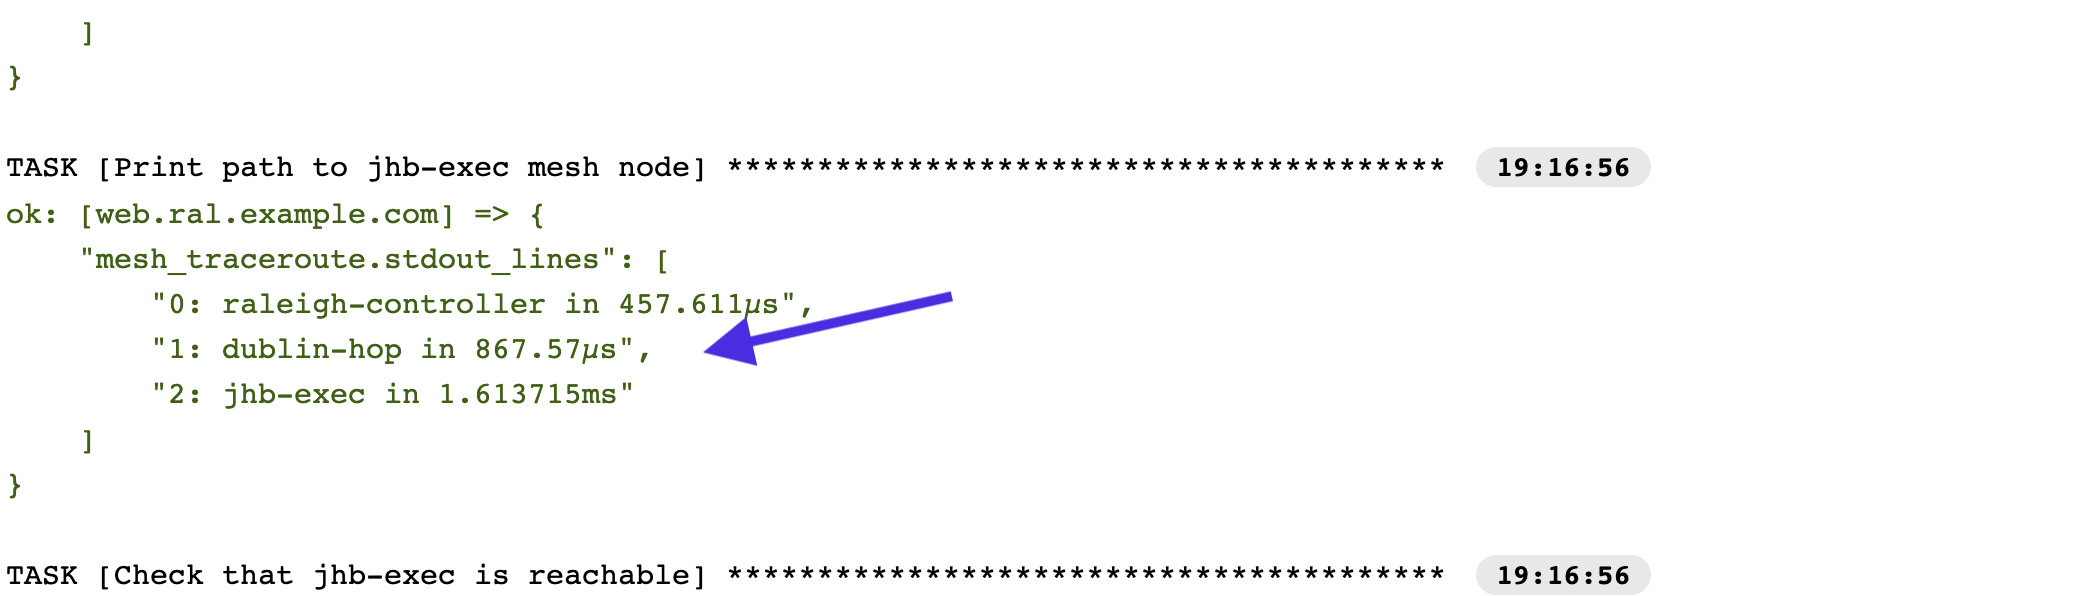 ]
}
TASK [Print path to jhb-exec mesh node] **************************************** 19:16:56
ok: [web.ral.example.com] => {
"mesh_traceroute.stdout_lines": [
"0: raleigh-controller in 457.611µs",
"1: dublin-hop in 867.57µs",
"2: jhb-exec in 1.613715ms"
]
}
TASK [Check that jhb-exec is reachable] **************************************** 19:16:56